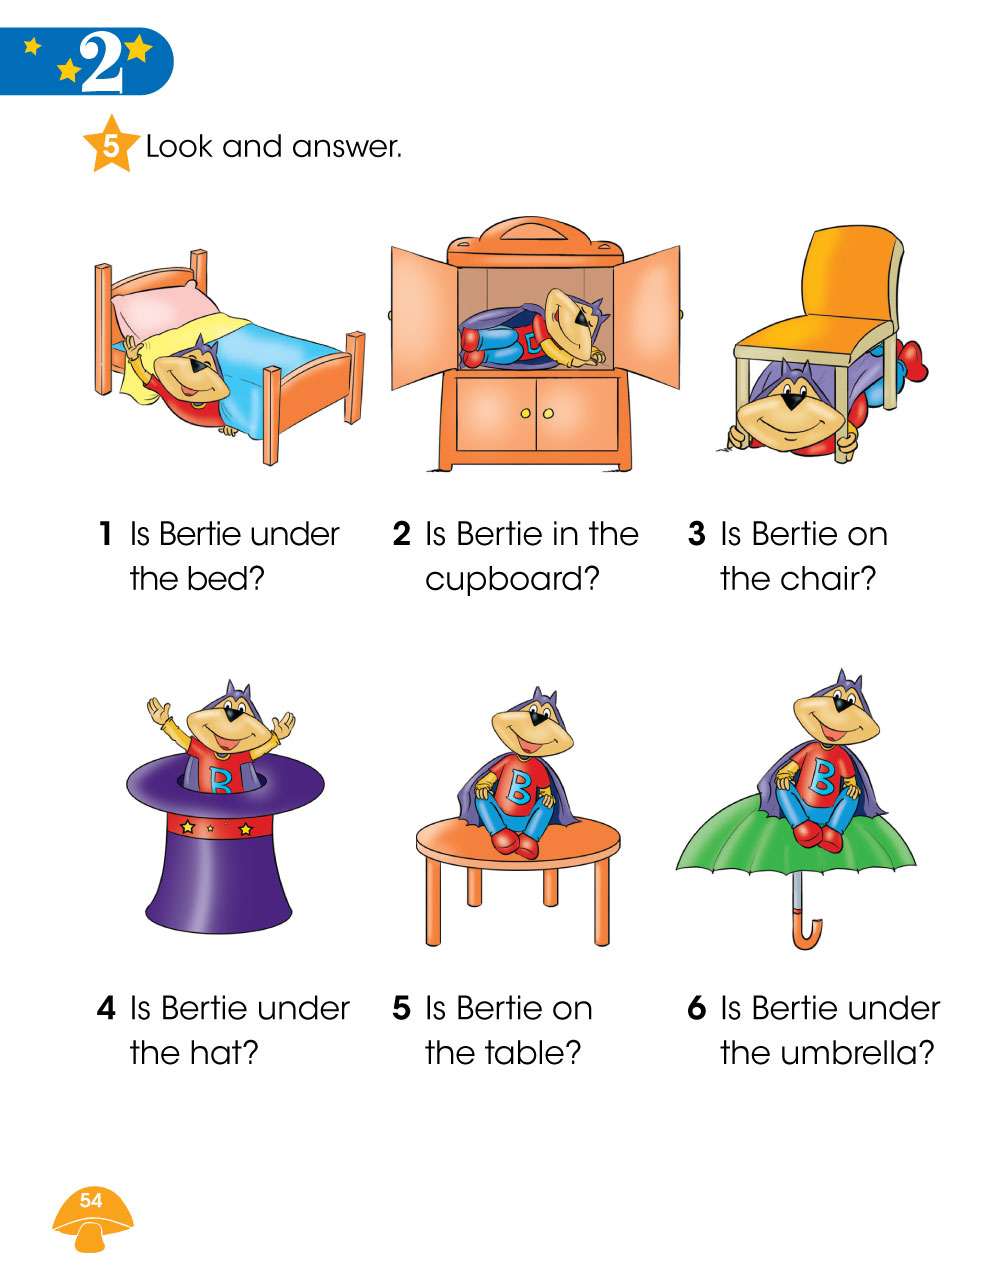 2
5 Look and answer.
1 Is Bertie under
the bed?
2 Is Bertie in the
cupboard?
3 Is Bertie on
the chair?
B
B
B
4 Is Bertie under
the hat?
5 Is Bertie on
the table?
6 Is Bertie under
the umbrella?
54